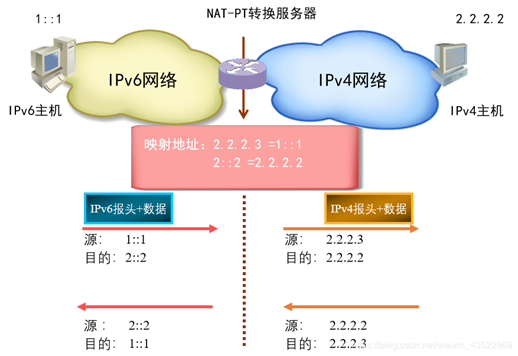 NAT-PT转换服务器
1::1
2.2.2.2
IPv6网络
IPv4网络
IPv6主机
IPv4主机
映射地址：2.2.2.3 =1::1
2::2 =2.2.2.2
IPv6报头+数据
IPv4报头+数据
源： 1::1
目的：2::2
源： 2.2.2.3
目的：2.2.2.2
源 ： 2::2
目的：1::1
源： 2.2.2.2
目的：2.2.2.3